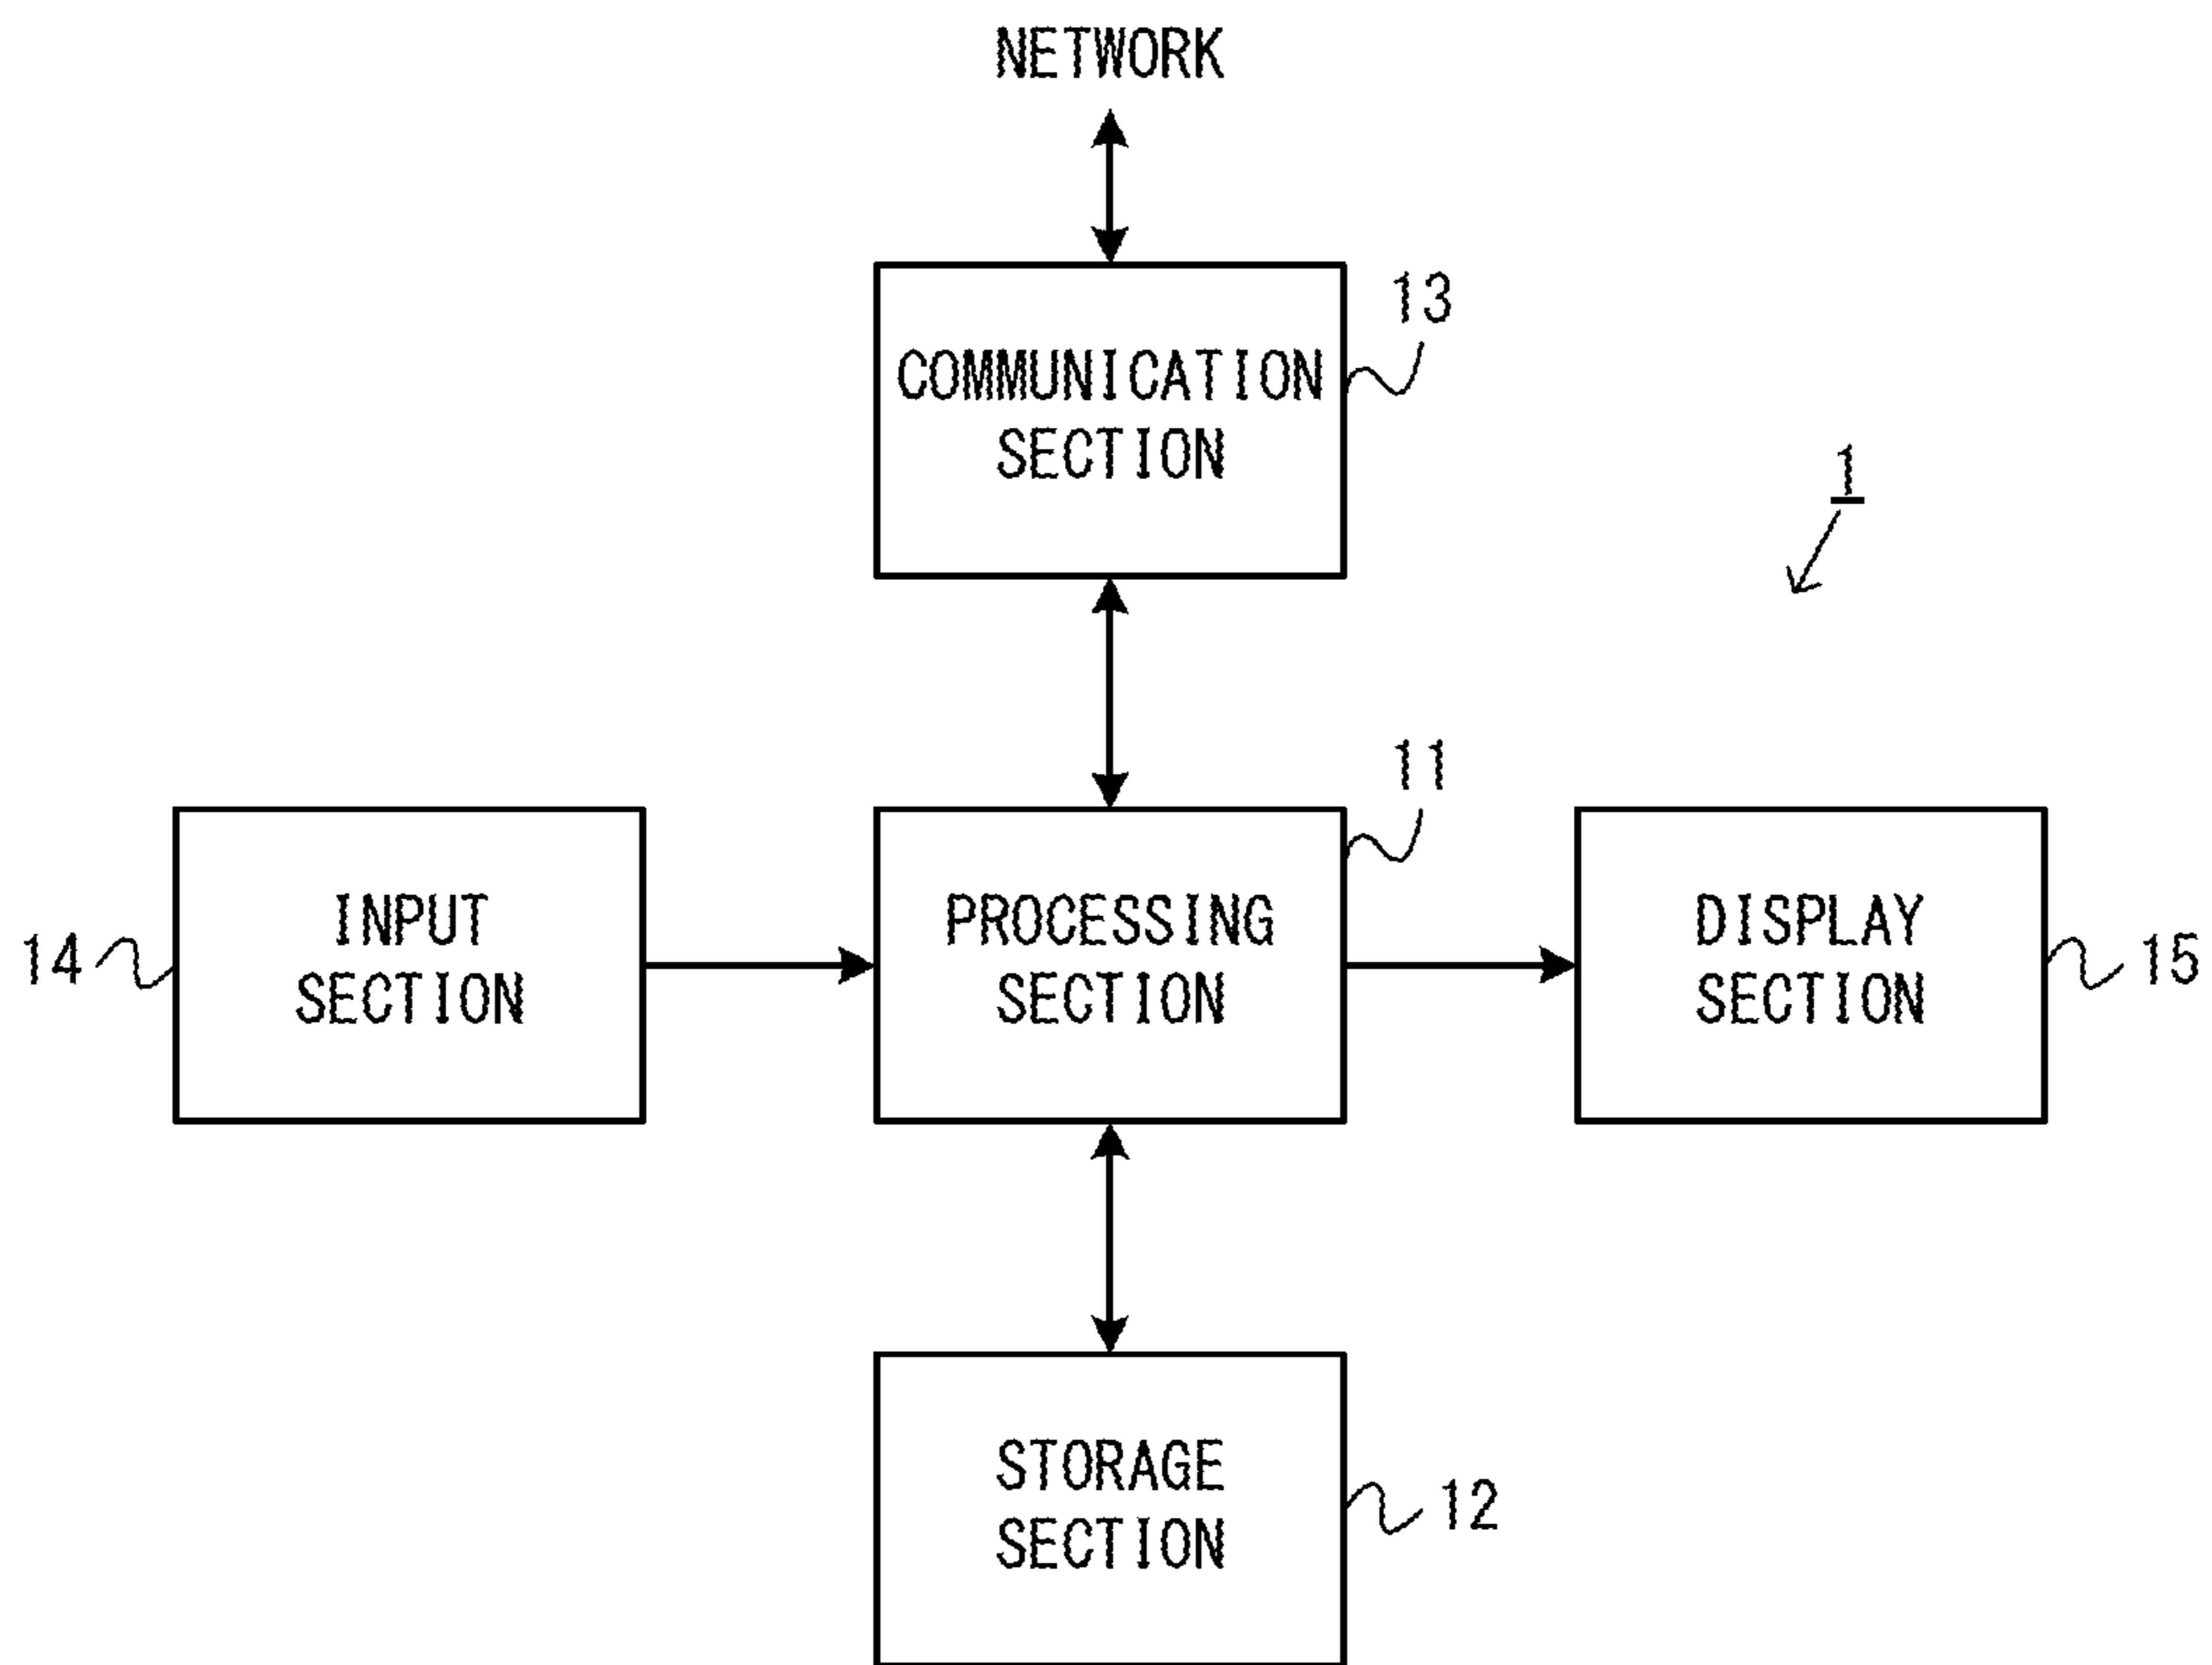 NETWORK
13
COMMUNICATION
SECTION
1
11
INPUT
SECTION
14
PROCESSING
SECTION
DISPLAY
SECTION
15
STORAGE
SECTION
12